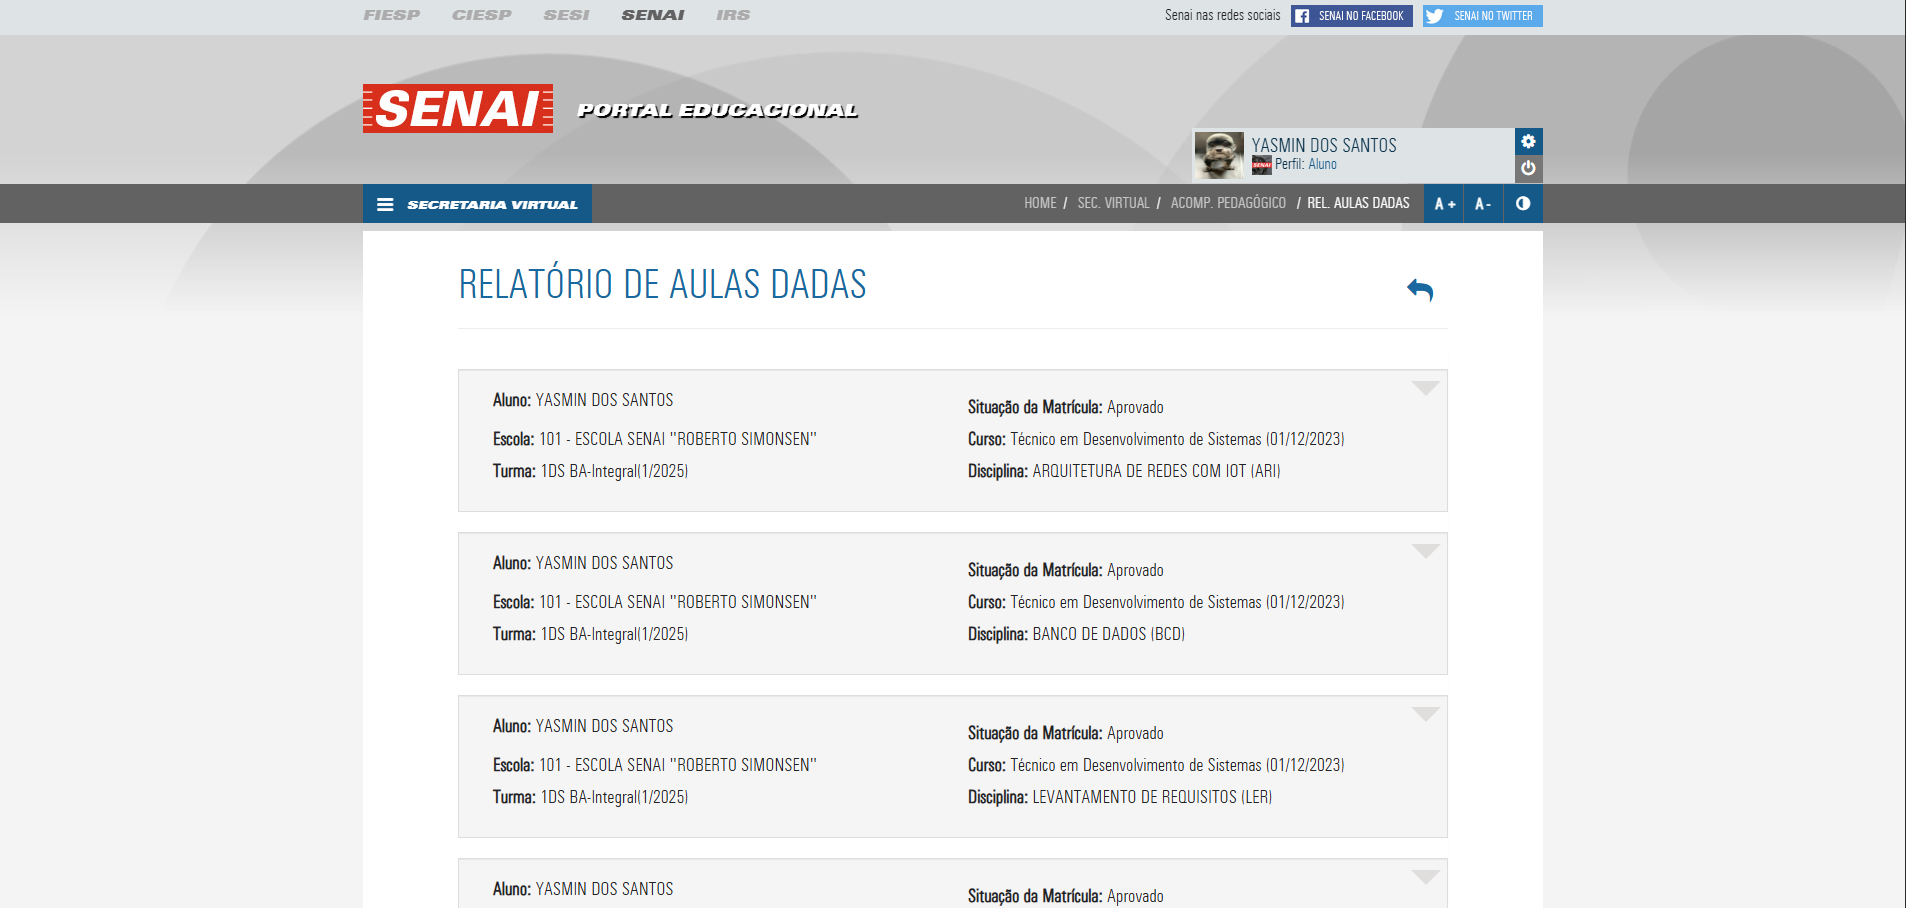 FIESP CIESP SESI SENAI IRS
Senai nas redes sociais SENAI NO FACEBOOK SENAI NO TWITTER
SENAI PORTAL EDUCACIONAL
YASMIN DOS SANTOS
SENAI Perfil: Aluno
SECRETARIA VIRTUAL HOME / SEC. VIRTUAL / ACOMP. PEDAGÓGICO / REL. AULAS DADAS A + A -
RELATÓRIO DE AULAS DADAS
Aluno: YASMIN DOS SANTOS
Situação da Matrícula: Aprovado
Escola: 101 - ESCOLA SENAI "ROBERTO SIMONSEN"
Curso: Técnico em Desenvolvimento de Sistemas (01/12/2023)
Turma: 1DS BA-Integral(1/2025)
Disciplina: ARQUITETURA DE REDES COM IOT (ARI)
Aluno: YASMIN DOS SANTOS
Situação da Matrícula: Aprovado
Escola: 101 - ESCOLA SENAI "ROBERTO SIMONSEN"
Curso: Técnico em Desenvolvimento de Sistemas (01/12/2023)
Turma: 1DS BA-Integral(1/2025)
Disciplina: BANCO DE DADOS (BCD)
Aluno: YASMIN DOS SANTOS
Situação da Matrícula: Aprovado
Escola: 101 - ESCOLA SENAI "ROBERTO SIMONSEN"
Curso: Técnico em Desenvolvimento de Sistemas (01/12/2023)
Turma: 1DS BA-Integral(1/2025)
Disciplina: LEVANTAMENTO DE REQUISITOS (LER)
Aluno: YASMIN DOS SANTOS
Situação da Matrícula: Aprovado